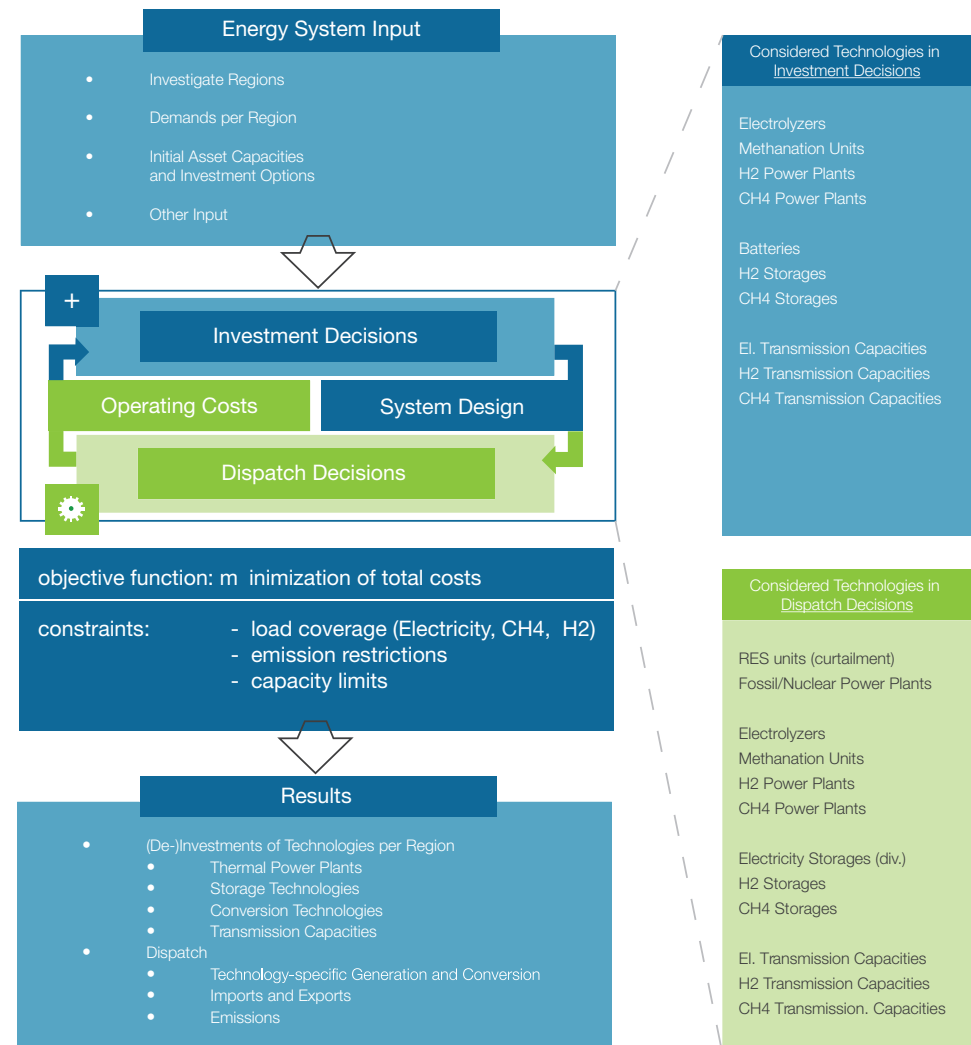 Energy System Input
• Investigate Regions
• Demands per Region
• Initial Asset Capacities
and Investment Options
• Other Input
+
Investment Decisions
Operating Costs
System Design
Dispatch Decisions
objective function: m inimization of total costs
constraints: - load coverage (Electricity, CH4, H2)
- emission restrictions
- capacity limits
Results
• (De-)Investments of Technologies per Region
• Thermal Power Plants
• Storage Technologies
• Conversion Technologies
• Transmission Capacities
• Dispatch
• Technology-specific Generation and Conversion
• Imports and Exports
• Emissions
Considered Technologies in
Investment Decisions
Electrolyzers
Methanation Units
H2 Power Plants
CH4 Power Plants
Batteries
H2 Storages
CH4 Storages
El. Transmission Capacities
H2 Transmission Capacities
CH4 Transmission Capacities
Considered Technologies in
Dispatch Decisions
RES units (curtailment)
Fossil/Nuclear Power Plants
Electrolyzers
Methanation Units
H2 Power Plants
CH4 Power Plants
Electricity Storages (div.)
H2 Storages
CH4 Storages
El. Transmission Capacities
H2 Transmission Capacities
CH4 Transmission. Capacities